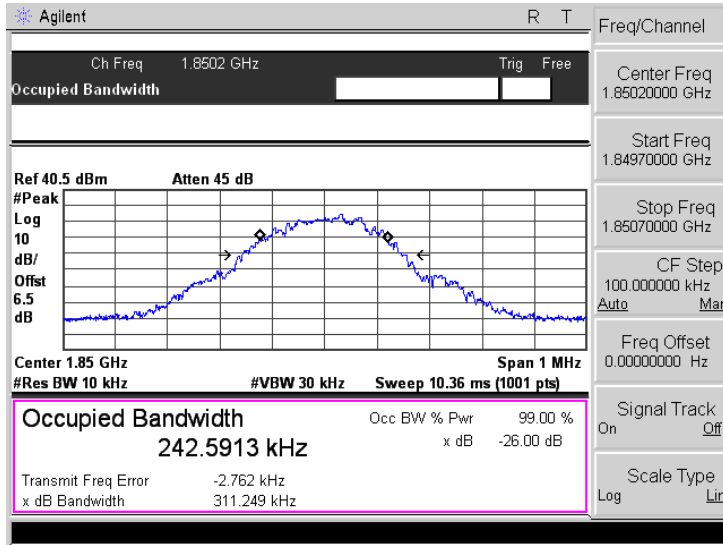 Agilent R T
Ch Freq 1.8502 GHz Trig Free
Occupied Bandwidth
Ref 40.5 dBm Atten 45 dB
#Peak
Log
10
dB/
Offst
6.5
dB
Center 1.85 GHz Span 1 MHz
#Res BW 10 kHz #VBW 30 kHz Sweep 10.36 ms (1001 pts)
Occupied Bandwidth Occ BW % Pwr 99.00 %
242.5913 kHz x dB -26.00 dB
Transmit Freq Error -2.762 kHz
x dB Bandwidth 311.249 kHz
Freq/Channel
Center Freq
1.85020000 GHz
Start Freq
1.84970000 GHz
Stop Freq
1.85070000 GHz
CF Step
100.000000 kHz
Auto Man
Freq Offset
0.00000000 Hz
Signal Track
On Off
Scale Type
Log Lin